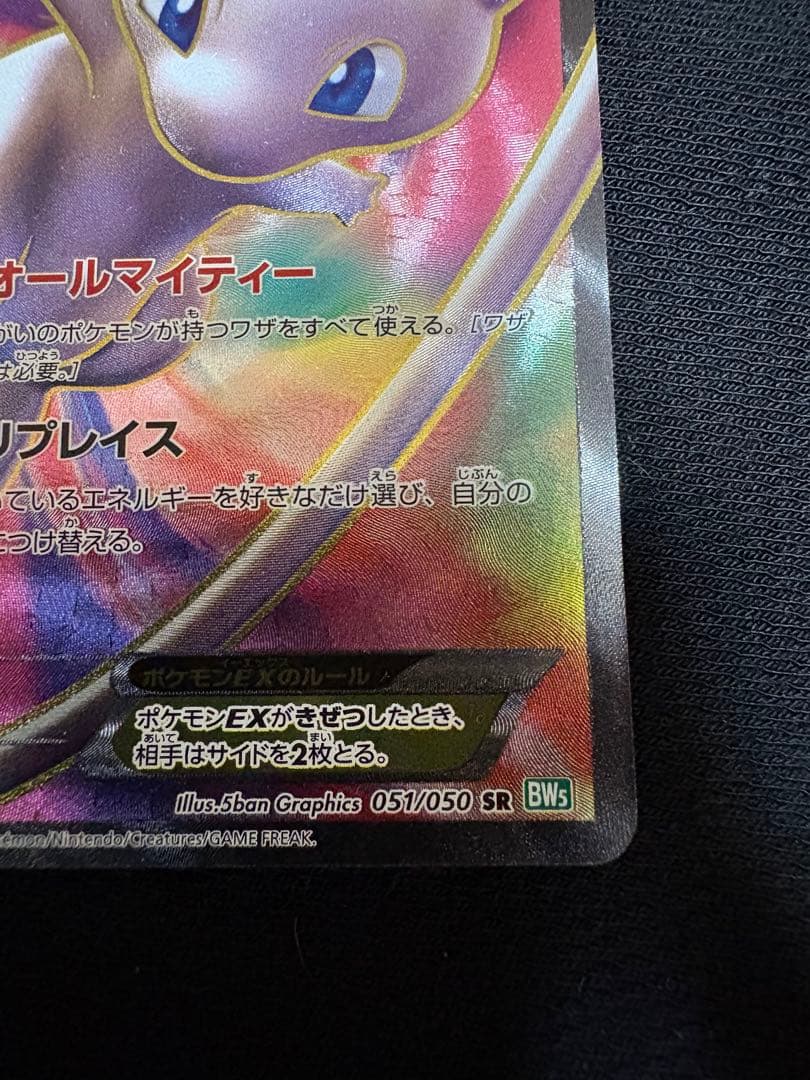 オールマイティー
がいのポケモンが持つワザをすべて使える。[ワザ
は必要。]
リプレイス
いているエネルギーを好きなだけ選び、自分の
につけ替える。
ポケモンEXのルール
ポケモンEXがきぜつしたとき、
相手はサイドを2枚とる。
Illus.5ban Graphics 051/050 SR BW5
émon/Nintendo/Creatures/GAME FREAK.